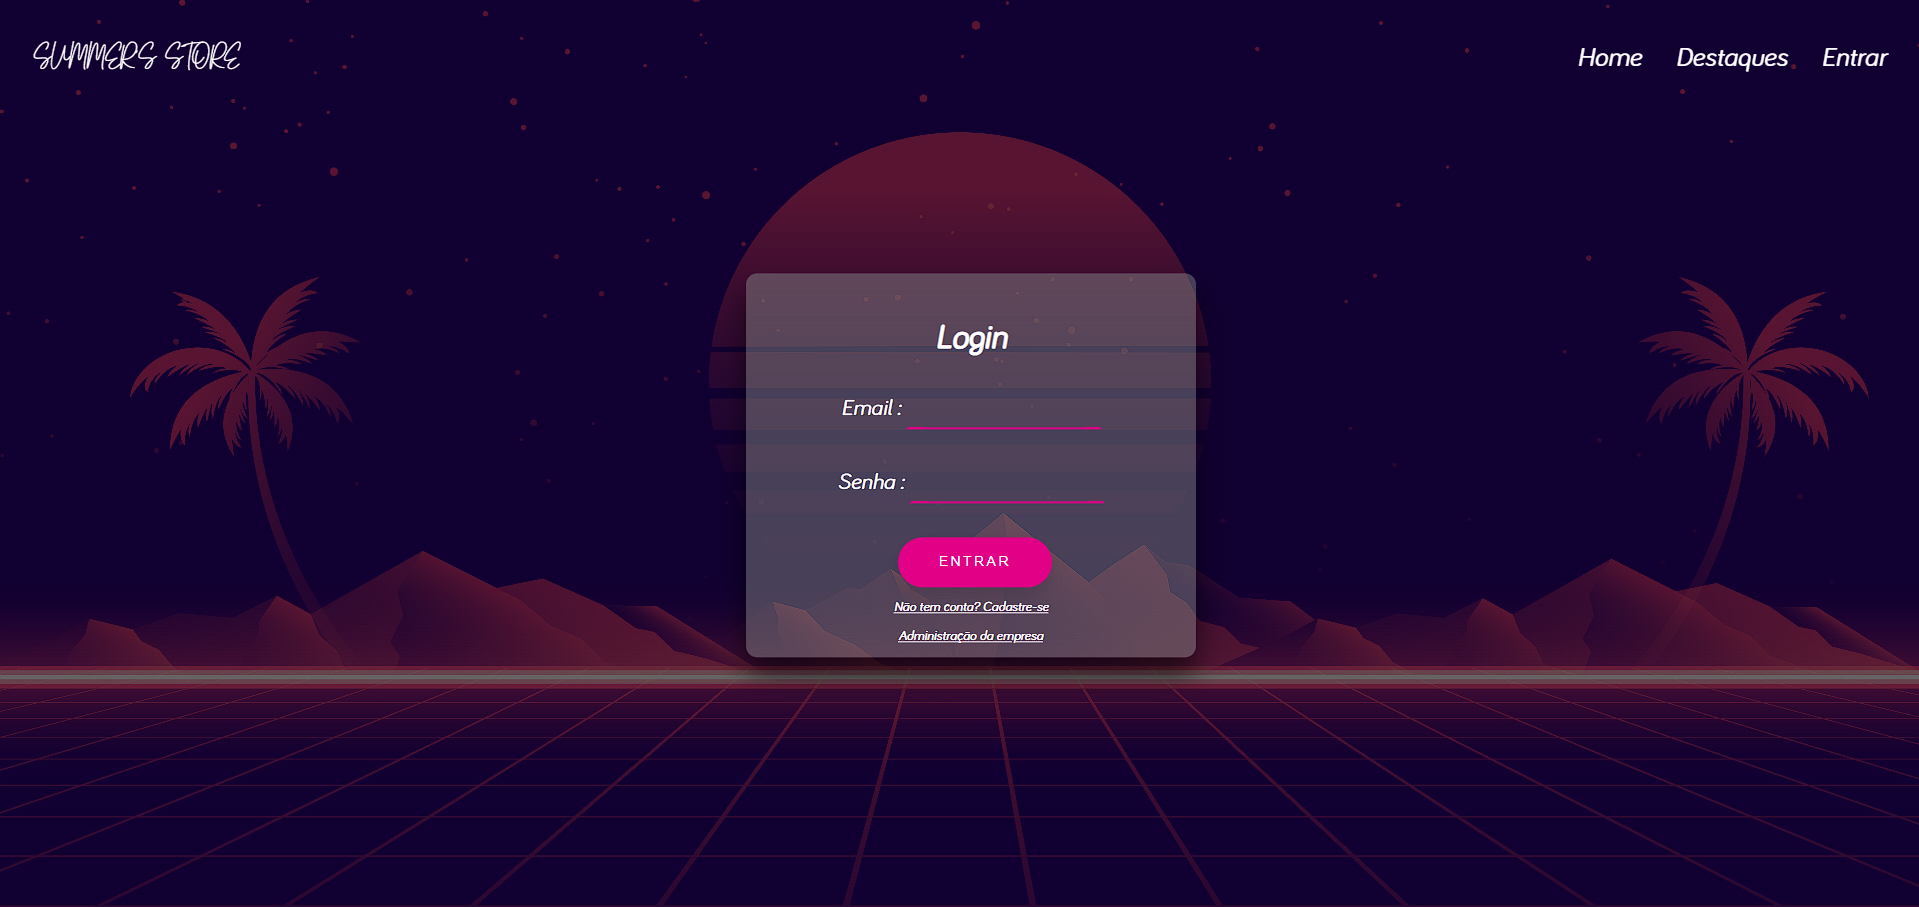 SUMMERS STORE
Home Destaques Entrar
Login
Email :
Senha :
ENTRAR
Não tem conta? Cadastre-se
Administração da empresa